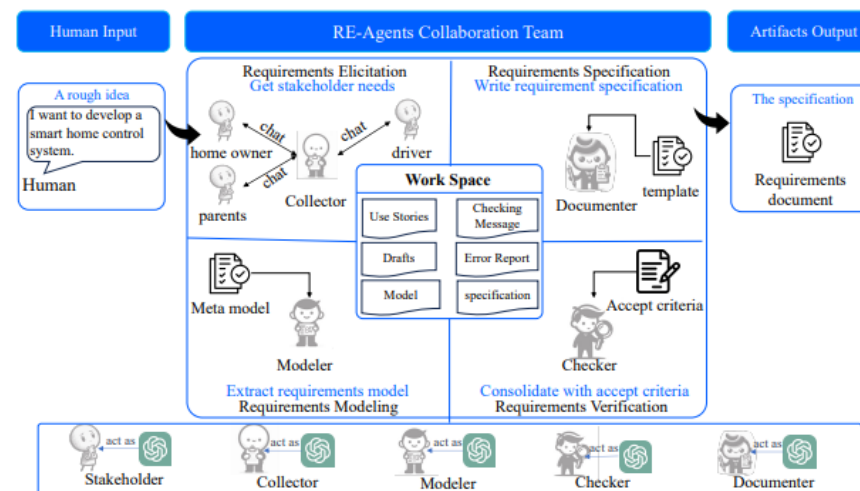 Human Input
RE-Agents Collaboration Team
Artifacts Output
A rough idea
I want to develop a
smart home control
system.
Human
Requirements Elicitation
Get stakeholder needs
home owner
chat
chat
driver
chat
parents
Collector
Requirements Specification
Write requirement specification
Documenter
template
The specification
Requirements
document
Work Space
Use Stories
Checking
Message
Drafts
Error Report
Model
specification
Meta model
Modeler
Extract requirements model
Requirements Modeling
Accept criteria
Checker
Consolidate with accept criteria
Requirements Verification
act as
Stakeholder
act as
Collector
act as
Modeler
act as
Checker
act as
Documenter